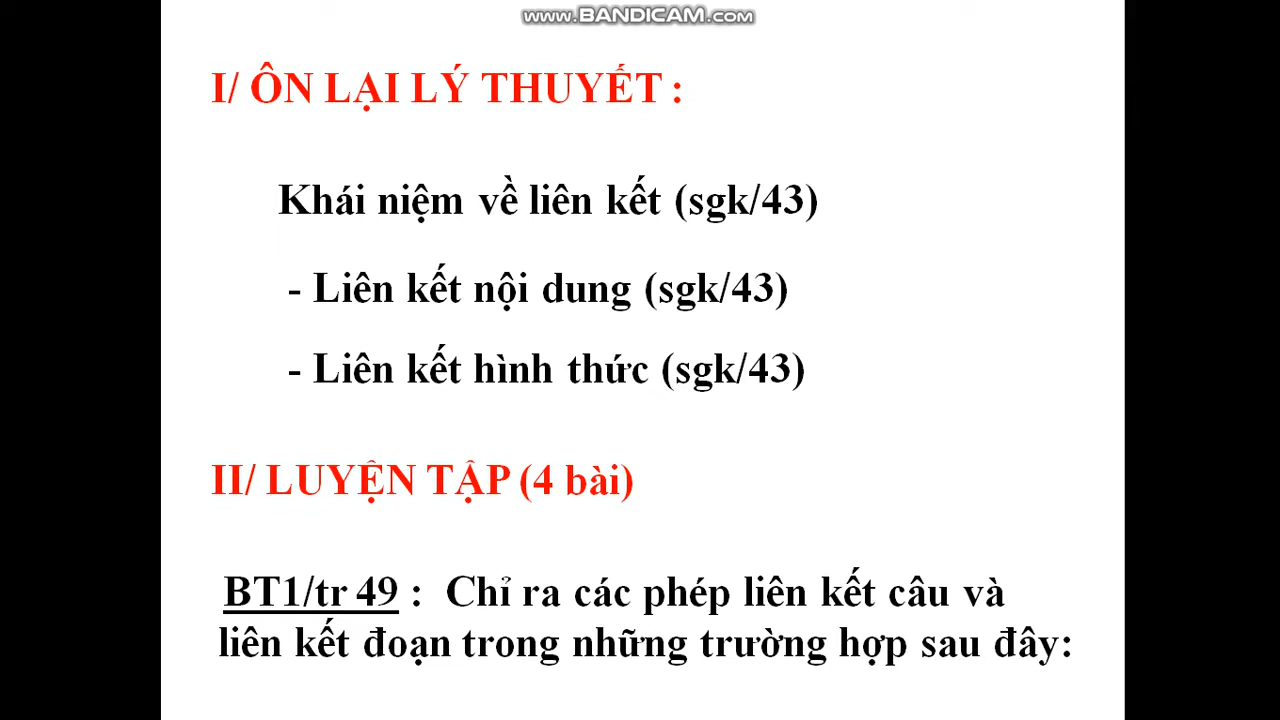 www.BANDICAM.com
I/ ÔN LẠI LÝ THUYẾT :
Khái niệm về liên kết (sgk/43)
- Liên kết nội dung (sgk/43)
- Liên kết hình thức (sgk/43)
II/ LUYỆN TẬP (4 bài)
BT1/tr 49 : Chỉ ra các phép liên kết câu và
liên kết đoạn trong những trường hợp sau đây: